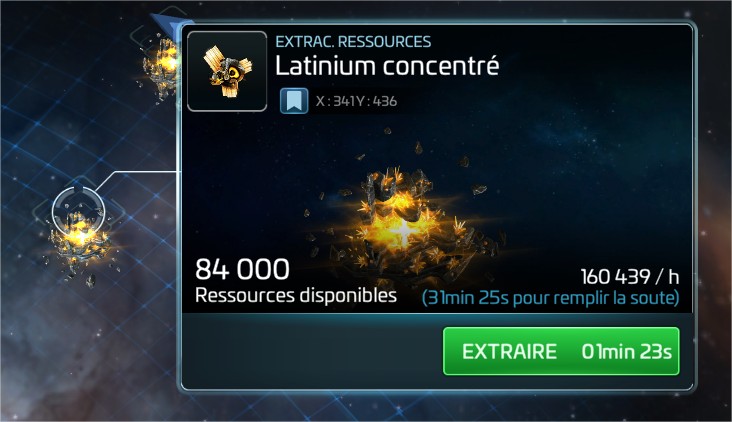 EXTRAC. RESSOURCES
Latinium concentré
X : 341 Y : 436
84 000
Ressources disponibles
160 439 / h
(31min 25s pour remplir la soute)
EXTRAIRE 01min 23s